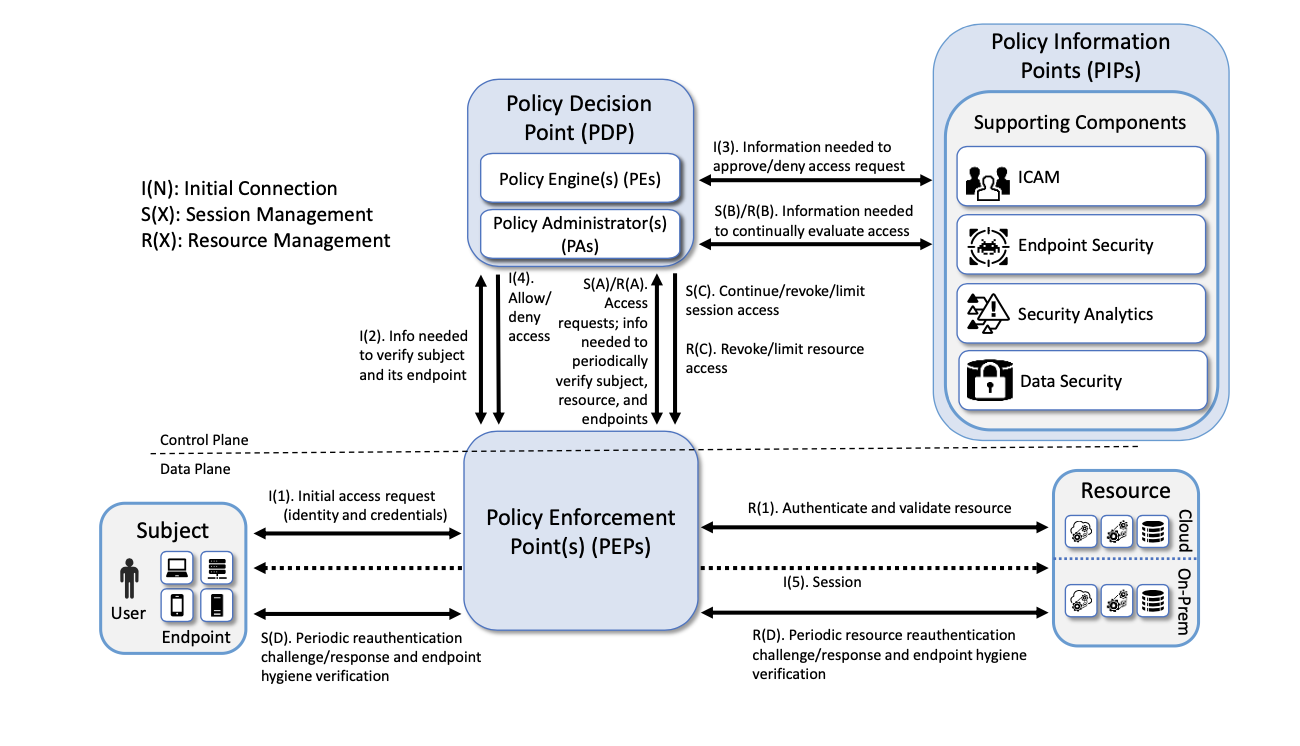 Policy Information
Points (PIPs)
Supporting Components
ICAM
Endpoint Security
Security Analytics
Data Security
Policy Decision
Point (PDP)
Policy Engine(s) (PEs)
Policy Administrator(s)
(PAs)
I(3). Information needed to
approve/deny access request
S(B)/R(B). Information needed
to continually evaluate access
I(N): Initial Connection
S(X): Session Management
R(X): Resource Management
I(2). Info needed
to verify subject
and its endpoint
I(4).
Allow/
deny
access
S(A)/R(A).
Access
requests; info
needed to
periodically
verify subject,
resource, and
endpoints
S(C). Continue/revoke/limit
session access
R(C). Revoke/limit resource
access
Control Plane
Data Plane
Subject
User
Endpoint
I(1). Initial access request
(identity and credentials)
S(D). Periodic reauthentication
challenge/response and endpoint
hygiene verification
Policy Enforcement
Point(s) (PEPs)
R(1). Authenticate and validate resource
I(5). Session
R(D). Periodic resource reauthentication
challenge/response and endpoint hygiene
verification
Resource
Cloud
On-Prem